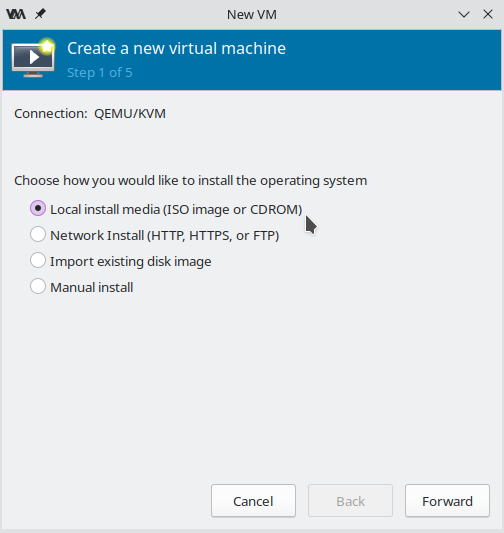 New VM
Create a new virtual machine
Step 1 of 5
Connection: QEMU/KVM
Choose how you would like to install the operating system
Local install media (ISO image or CDROM)
Network Install (HTTP, HTTPS, or FTP)
Import existing disk image
Manual install
Cancel Back Forward